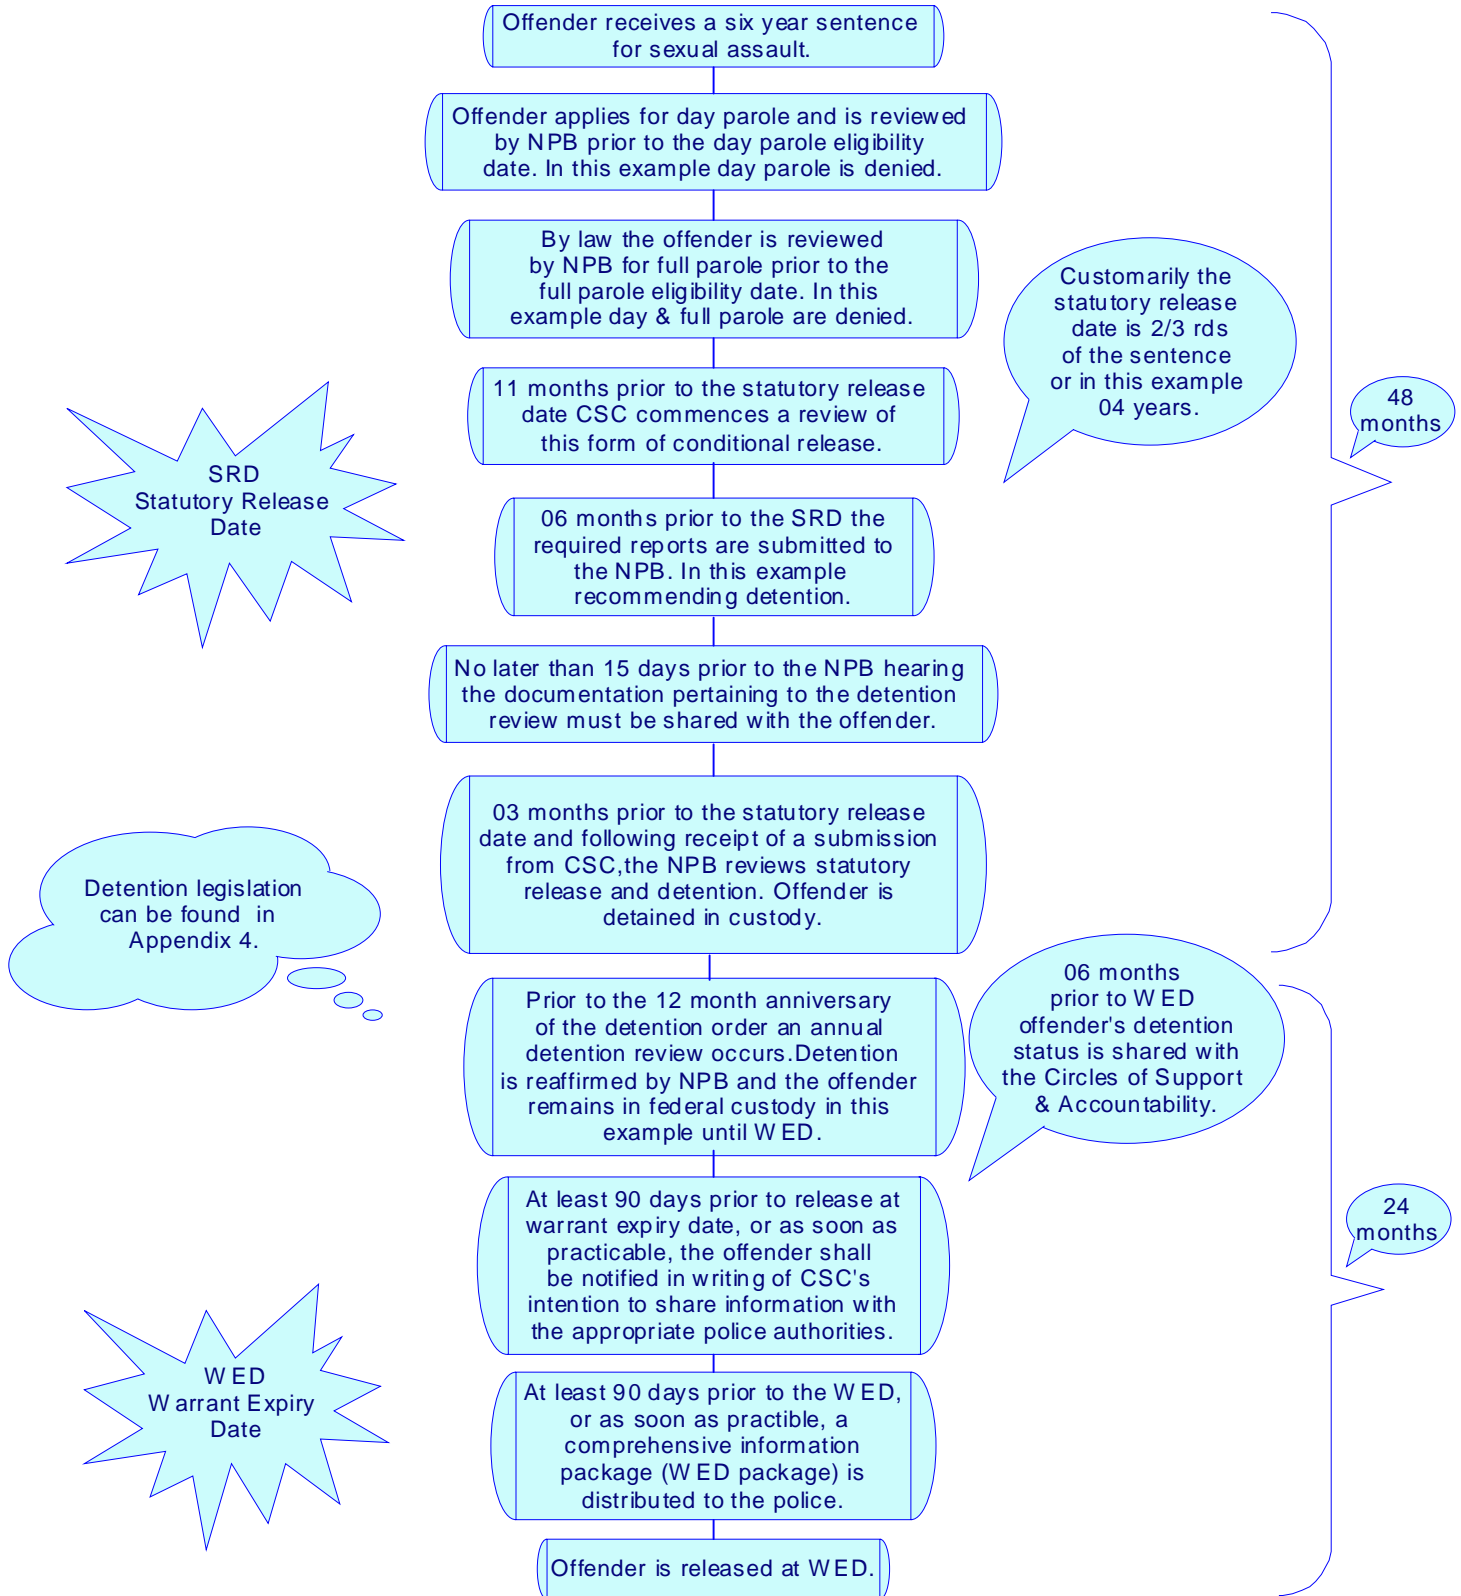 Offender receives a six year sentence
for sexual assault.
Offender applies for day parole and is reviewed
by NPB prior to the day parole eligibility
date. In this example day parole is denied.
By law the offender is reviewed
by NPB for full parole prior to the
full parole eligibility date. In this
example day & full parole are denied.
Customarily the
statutory release
date is 2/3 rds
of the sentence
or in this example
04 years.
48
months
11 months prior to the statutory release
date CSC commences a review of
this form of conditional release.
SRD
Statutory Release
Date
06 months prior to the SRD the
required reports are submitted to
the NPB. In this example
recommending detention.
No later than 15 days prior to the NPB hearing
the documentation pertaining to the detention
review must be shared with the offender.
03 months prior to the statutory release
date and following receipt of a submission
from CSC,the NPB reviews statutory
release and detention. Offender is
detained in custody.
Detention legislation
can be found in
Appendix 4.
Prior to the 12 month anniversary
of the detention order an annual
detention review occurs.Detention
is reaffirmed by NPB and the offender
remains in federal custody in this
example until WED.
06 months
prior to WED
offender's detention
status is shared with
the Circles of Support
& Accountability.
24
months
At least 90 days prior to release at
warrant expiry date, or as soon as
practicable, the offender shall
be notified in writing of CSC's
intention to share information with
the appropriate police authorities.
WED
Warrant Expiry
Date
At least 90 days prior to the WED,
or as soon as practible, a
comprehensive information
package (WED package) is
distributed to the police.
Offender is released at WED.